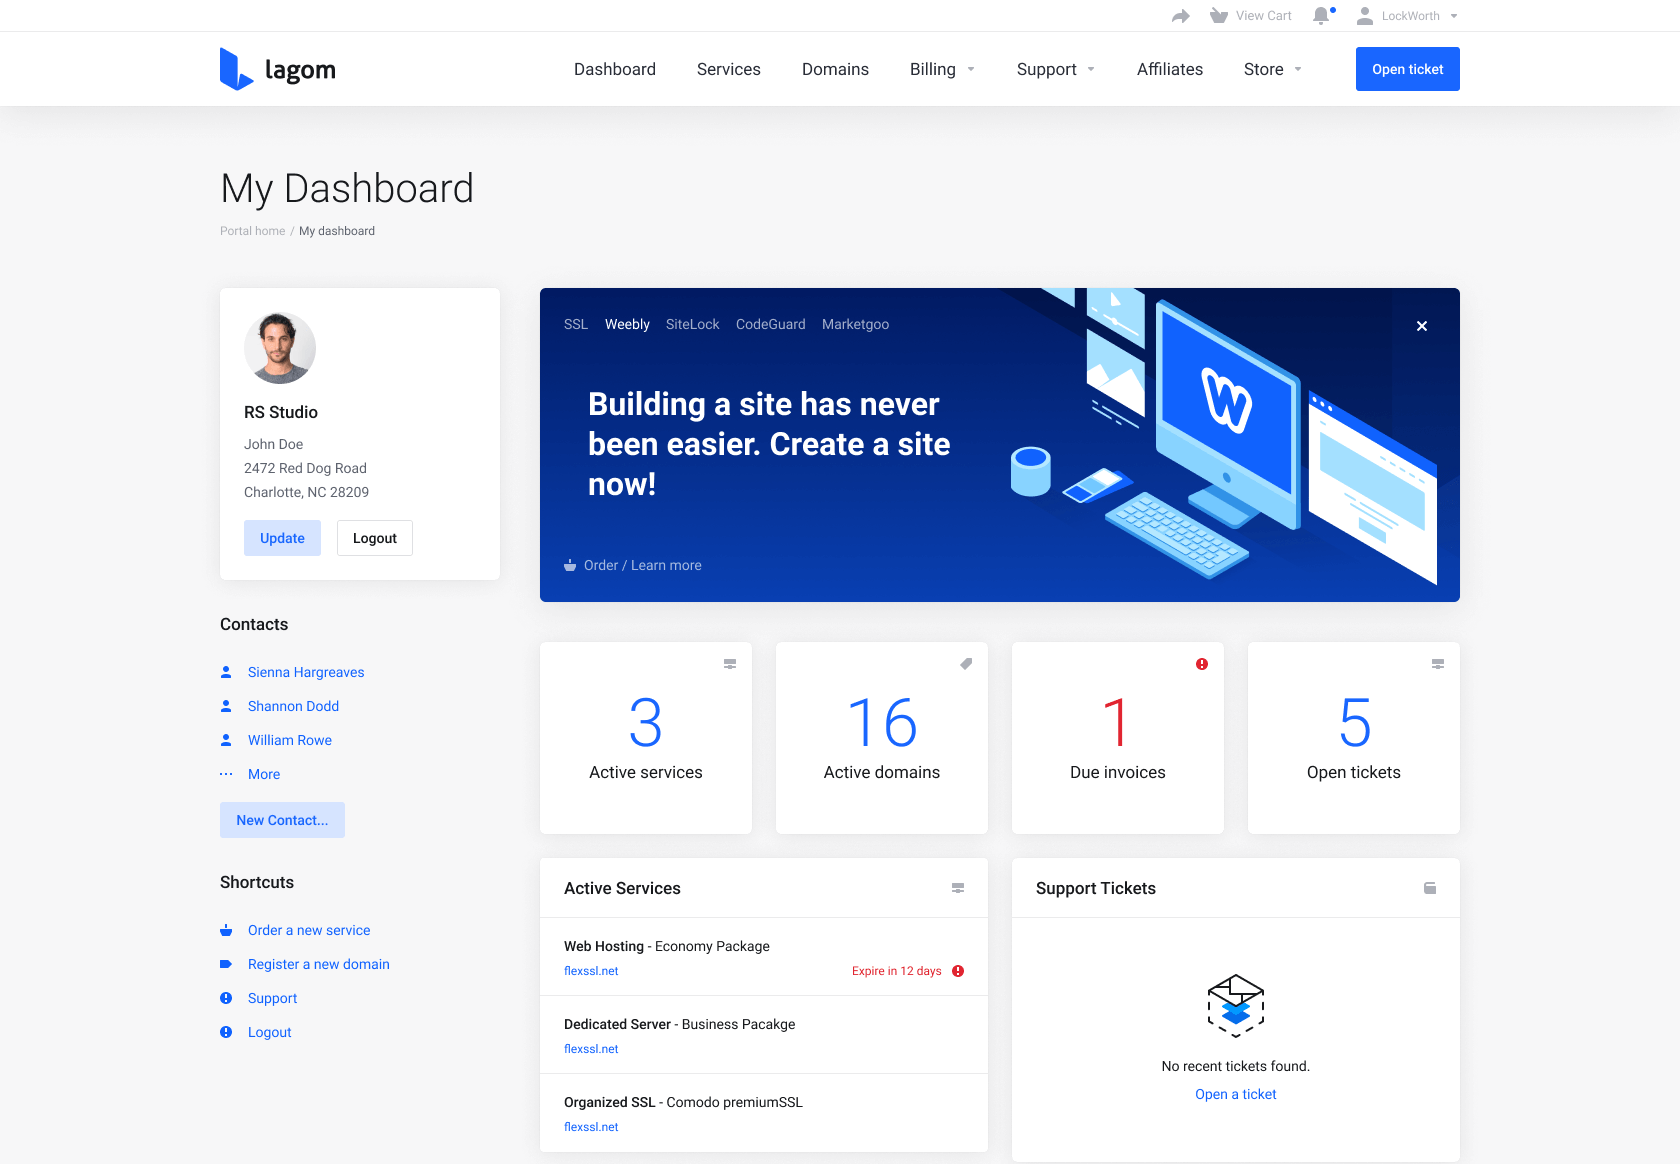 View Cart
LockWorth
lagom
Dashboard
Services
Domains
Billing
Support
Affiliates
Store
Open ticket
My Dashboard
Portal home / My dashboard
RS Studio
John Doe
2472 Red Dog Road
Charlotte, NC 28209
Update
Logout
Contacts
Sienna Hargreaves
Shannon Dodd
William Rowe
More
New Contact...
Shortcuts
Order a new service
Register a new domain
Support
Logout
SSL
Weebly
SiteLock
CodeGuard
Marketgoo
Building a site has never
been easier. Create a site
now!
Order / Learn more
W
3
Active services
16
Active domains
1
Due invoices
5
Open tickets
Active Services
Web Hosting - Economy Package
flexssl.net
Expire in 12 days
Dedicated Server - Business Pacakge
flexssl.net
Organized SSL - Comodo premiumSSL
flexssl.net
Support Tickets
No recent tickets found.
Open a ticket